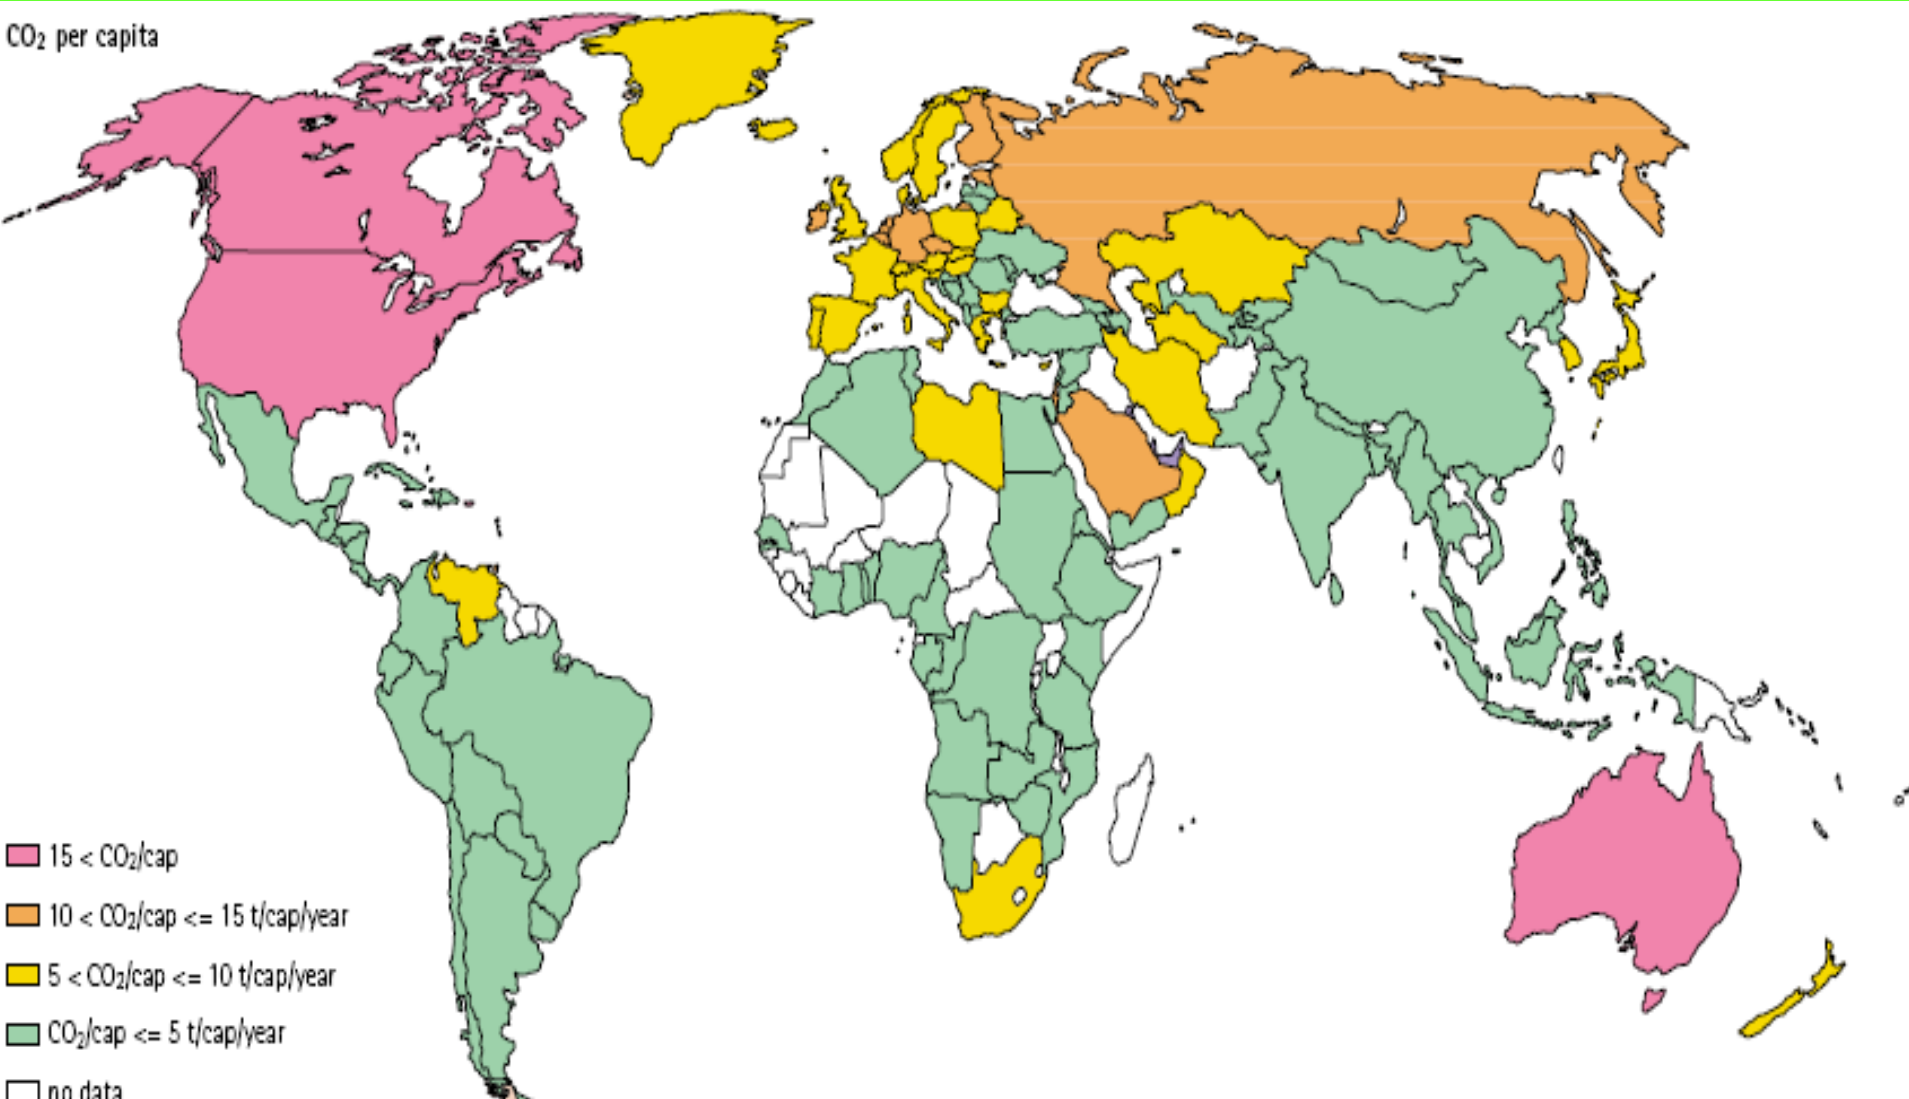 CO₂ per capita
15 < CO₂/cap
10 < CO₂/cap <= 15 t/cap/year
5 < CO₂/cap <= 10 t/cap/year
CO₂/cap <= 5 t/cap/year
no data